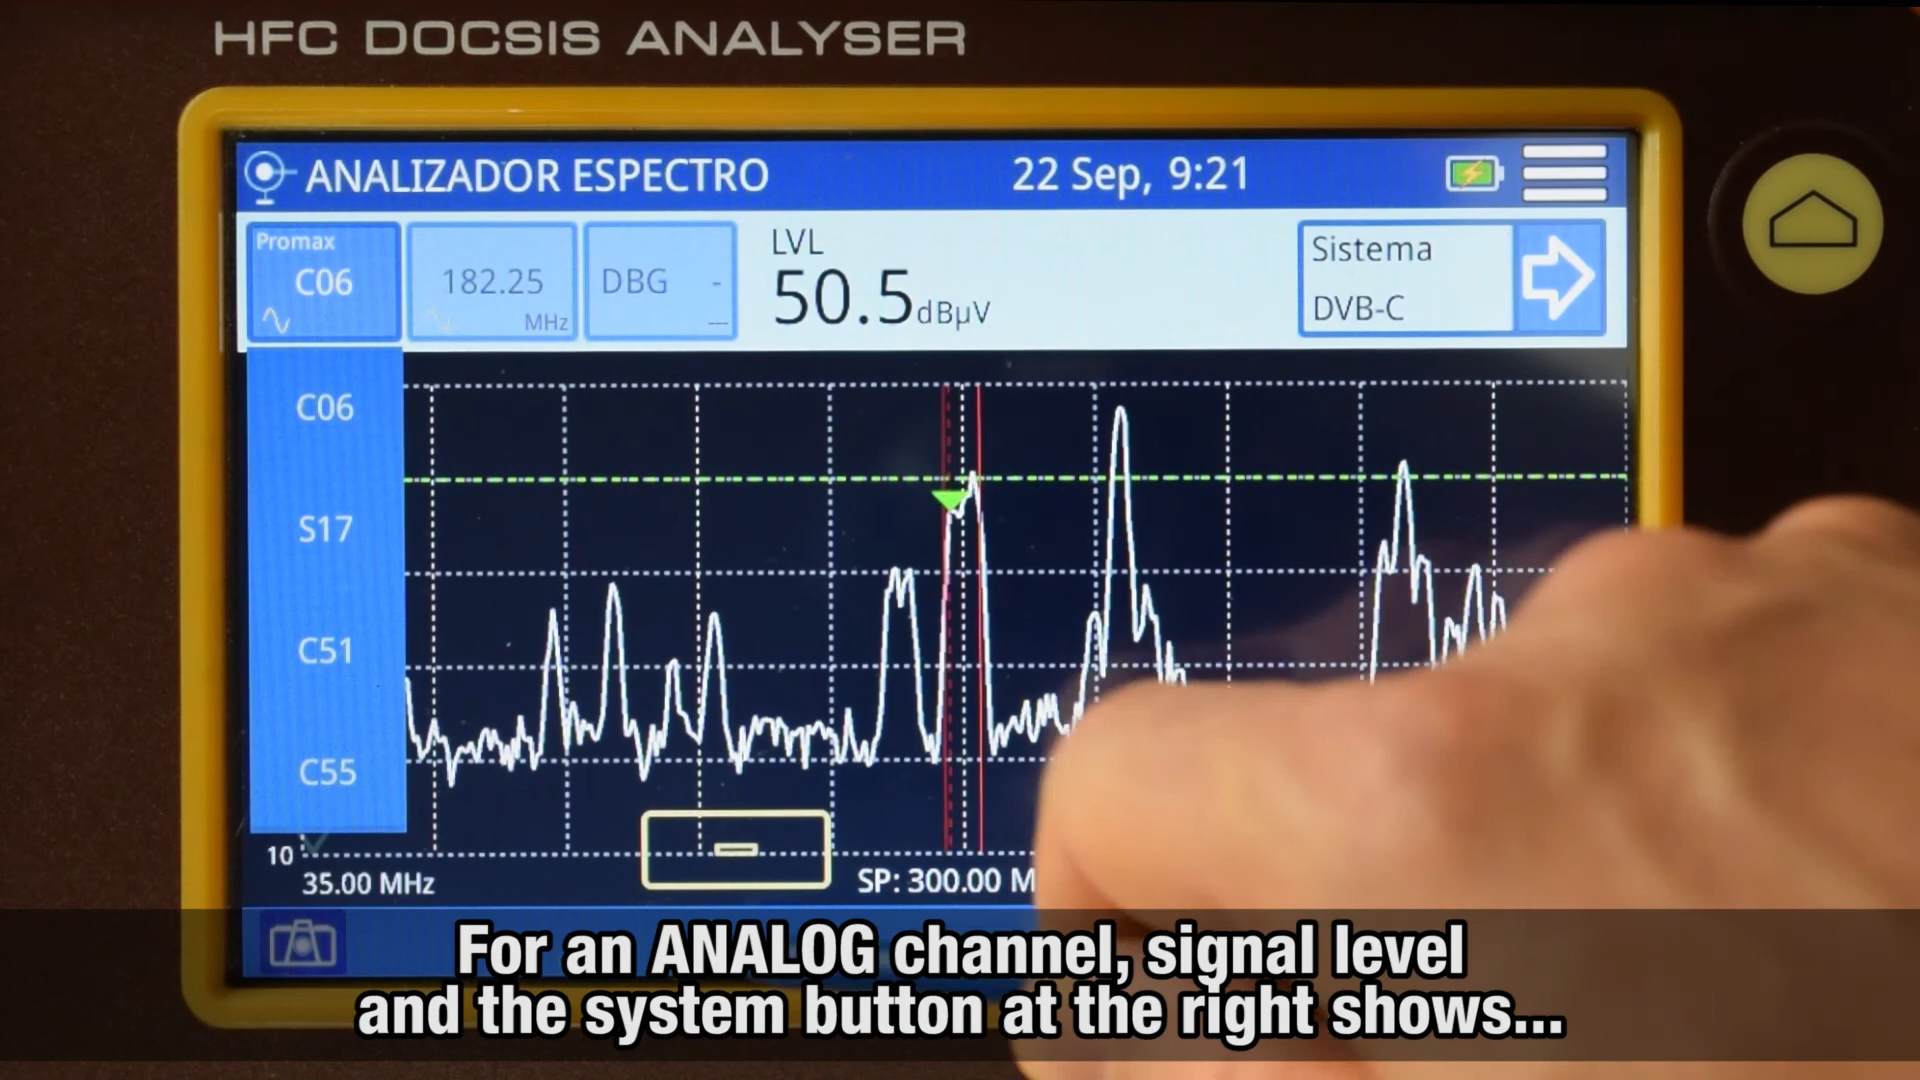 HFC DOCSIS ANALYSER
ANALIZADOR ESPECTRO
22 Sep, 9:21
Promax
C06
182.25
MHz
DBG -
LVL
50.5dBµV
Sistema
DVB-C
C06
S17
C51
C55
10
35.00 MHz
SP: 300.00 M
For an ANALOG channel, signal level
and the system button at the right shows...